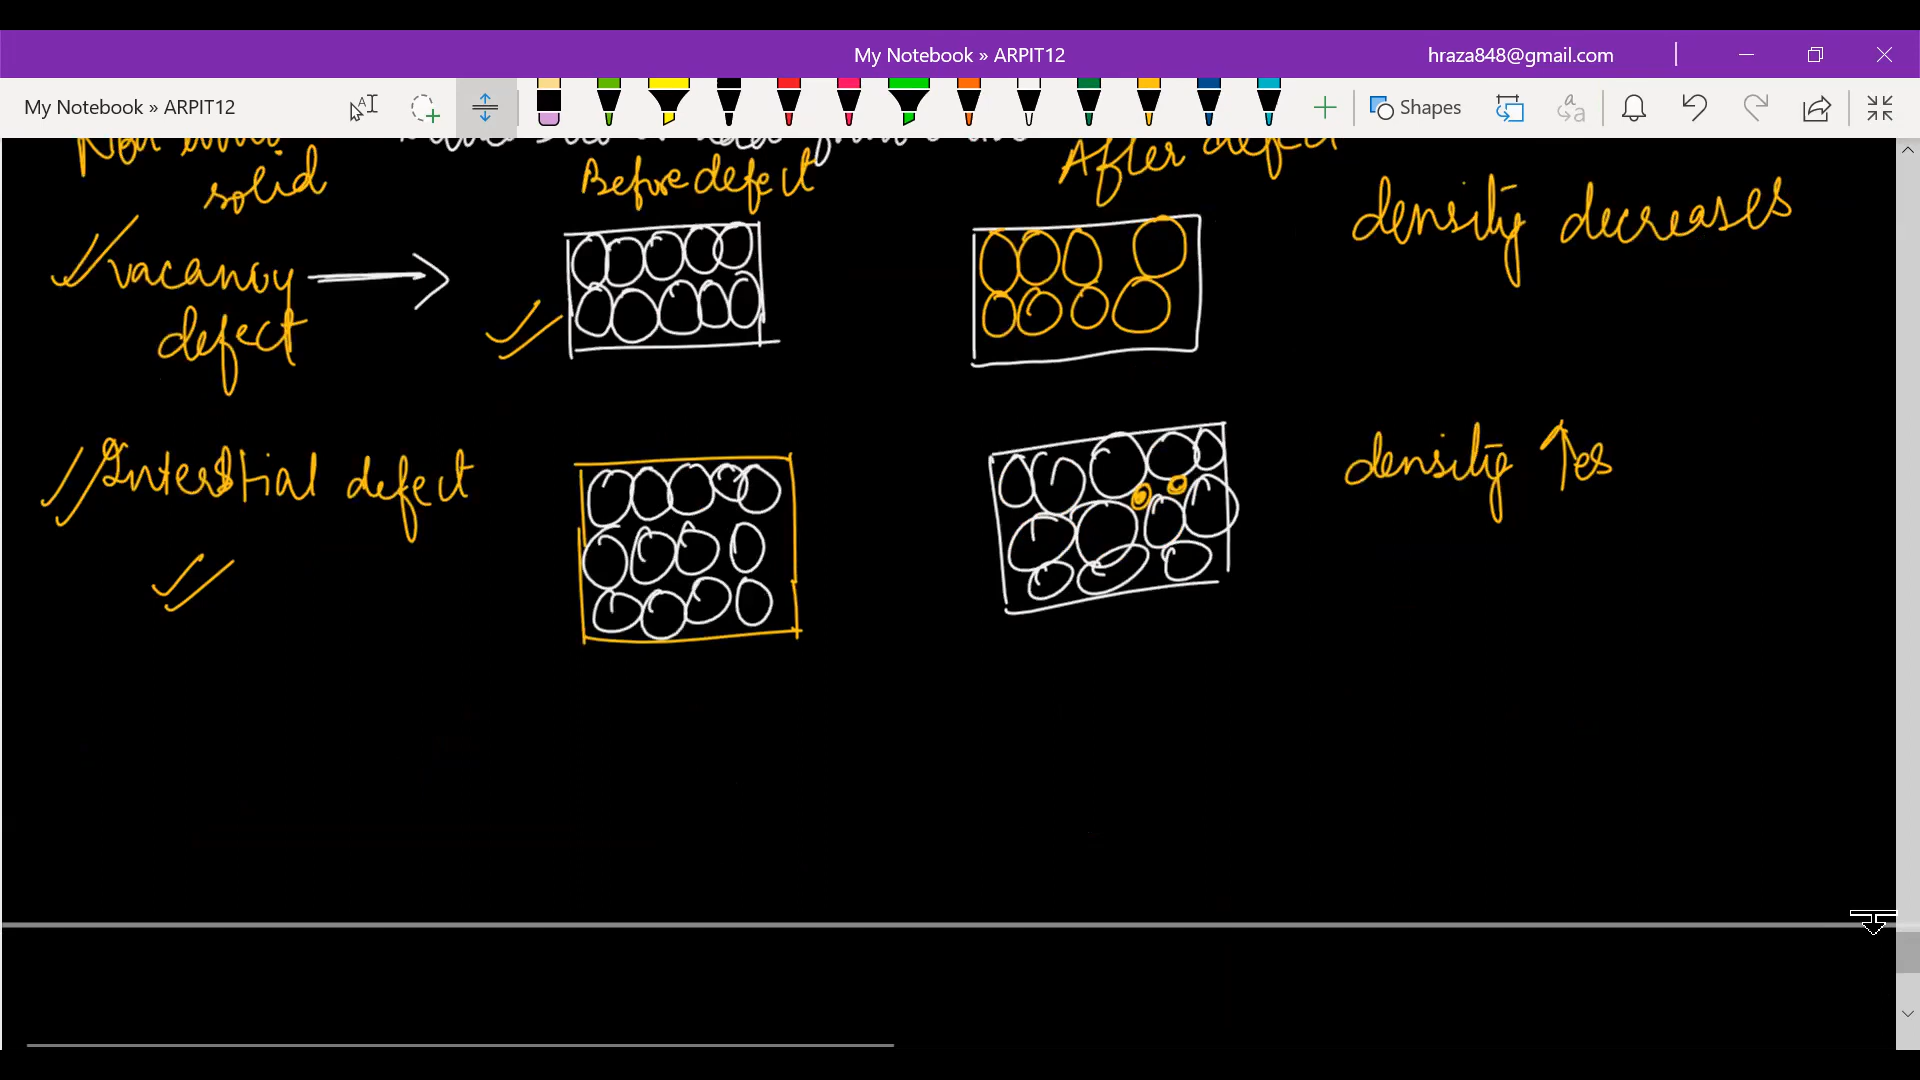 My Notebook » ARPIT12
hraza848@gmail.com
My Notebook » ARPIT12
Shapes
solid
Before defect
After defect
density decreases
vacancy
defect
Interstitial defect
density ↑es